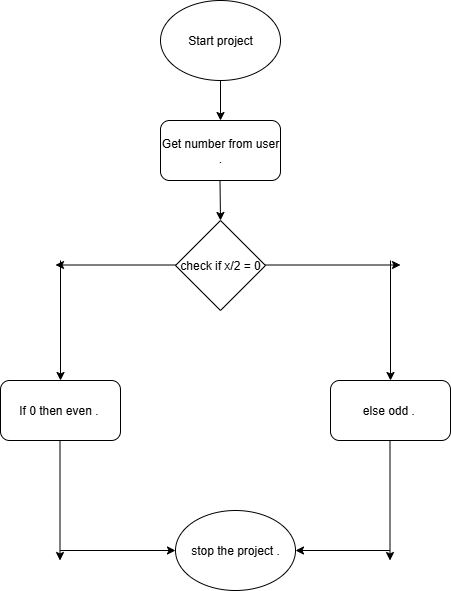 Start project
Get number from user
.
check if x/2 = 0
If 0 then even .
else odd .
stop the project .